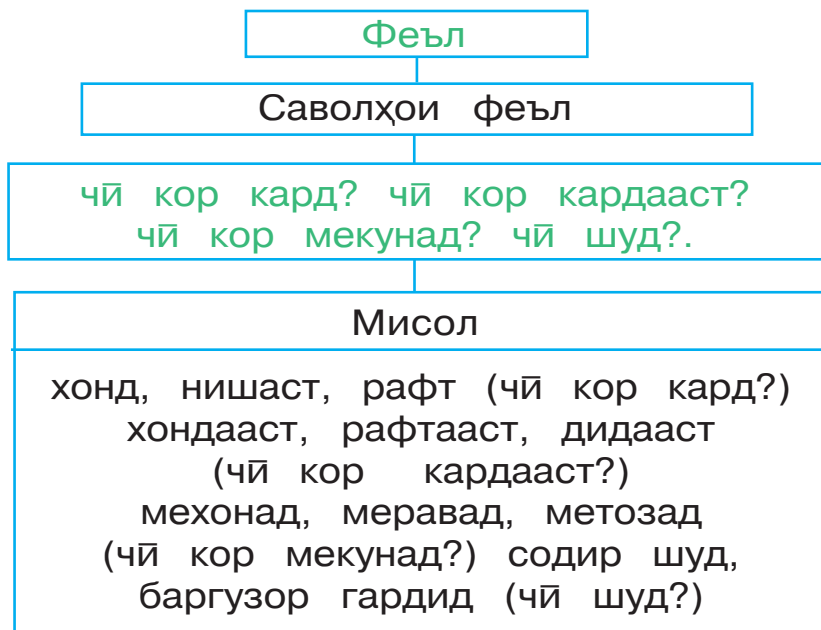 Феъл
Саволҳои феъл
чӣ кор кард? чӣ кор кардааст?
чӣ кор мекунад? чӣ шуд?.
Мисол
хонд, нишаст, рафт (чӣ кор кард?)
хондааст, рафтааст, дидааст
(чӣ кор кардааст?)
мехонад, меравад, метозад
(чӣ кор мекунад?) содир шуд,
баргузор гардид (чӣ шуд?)